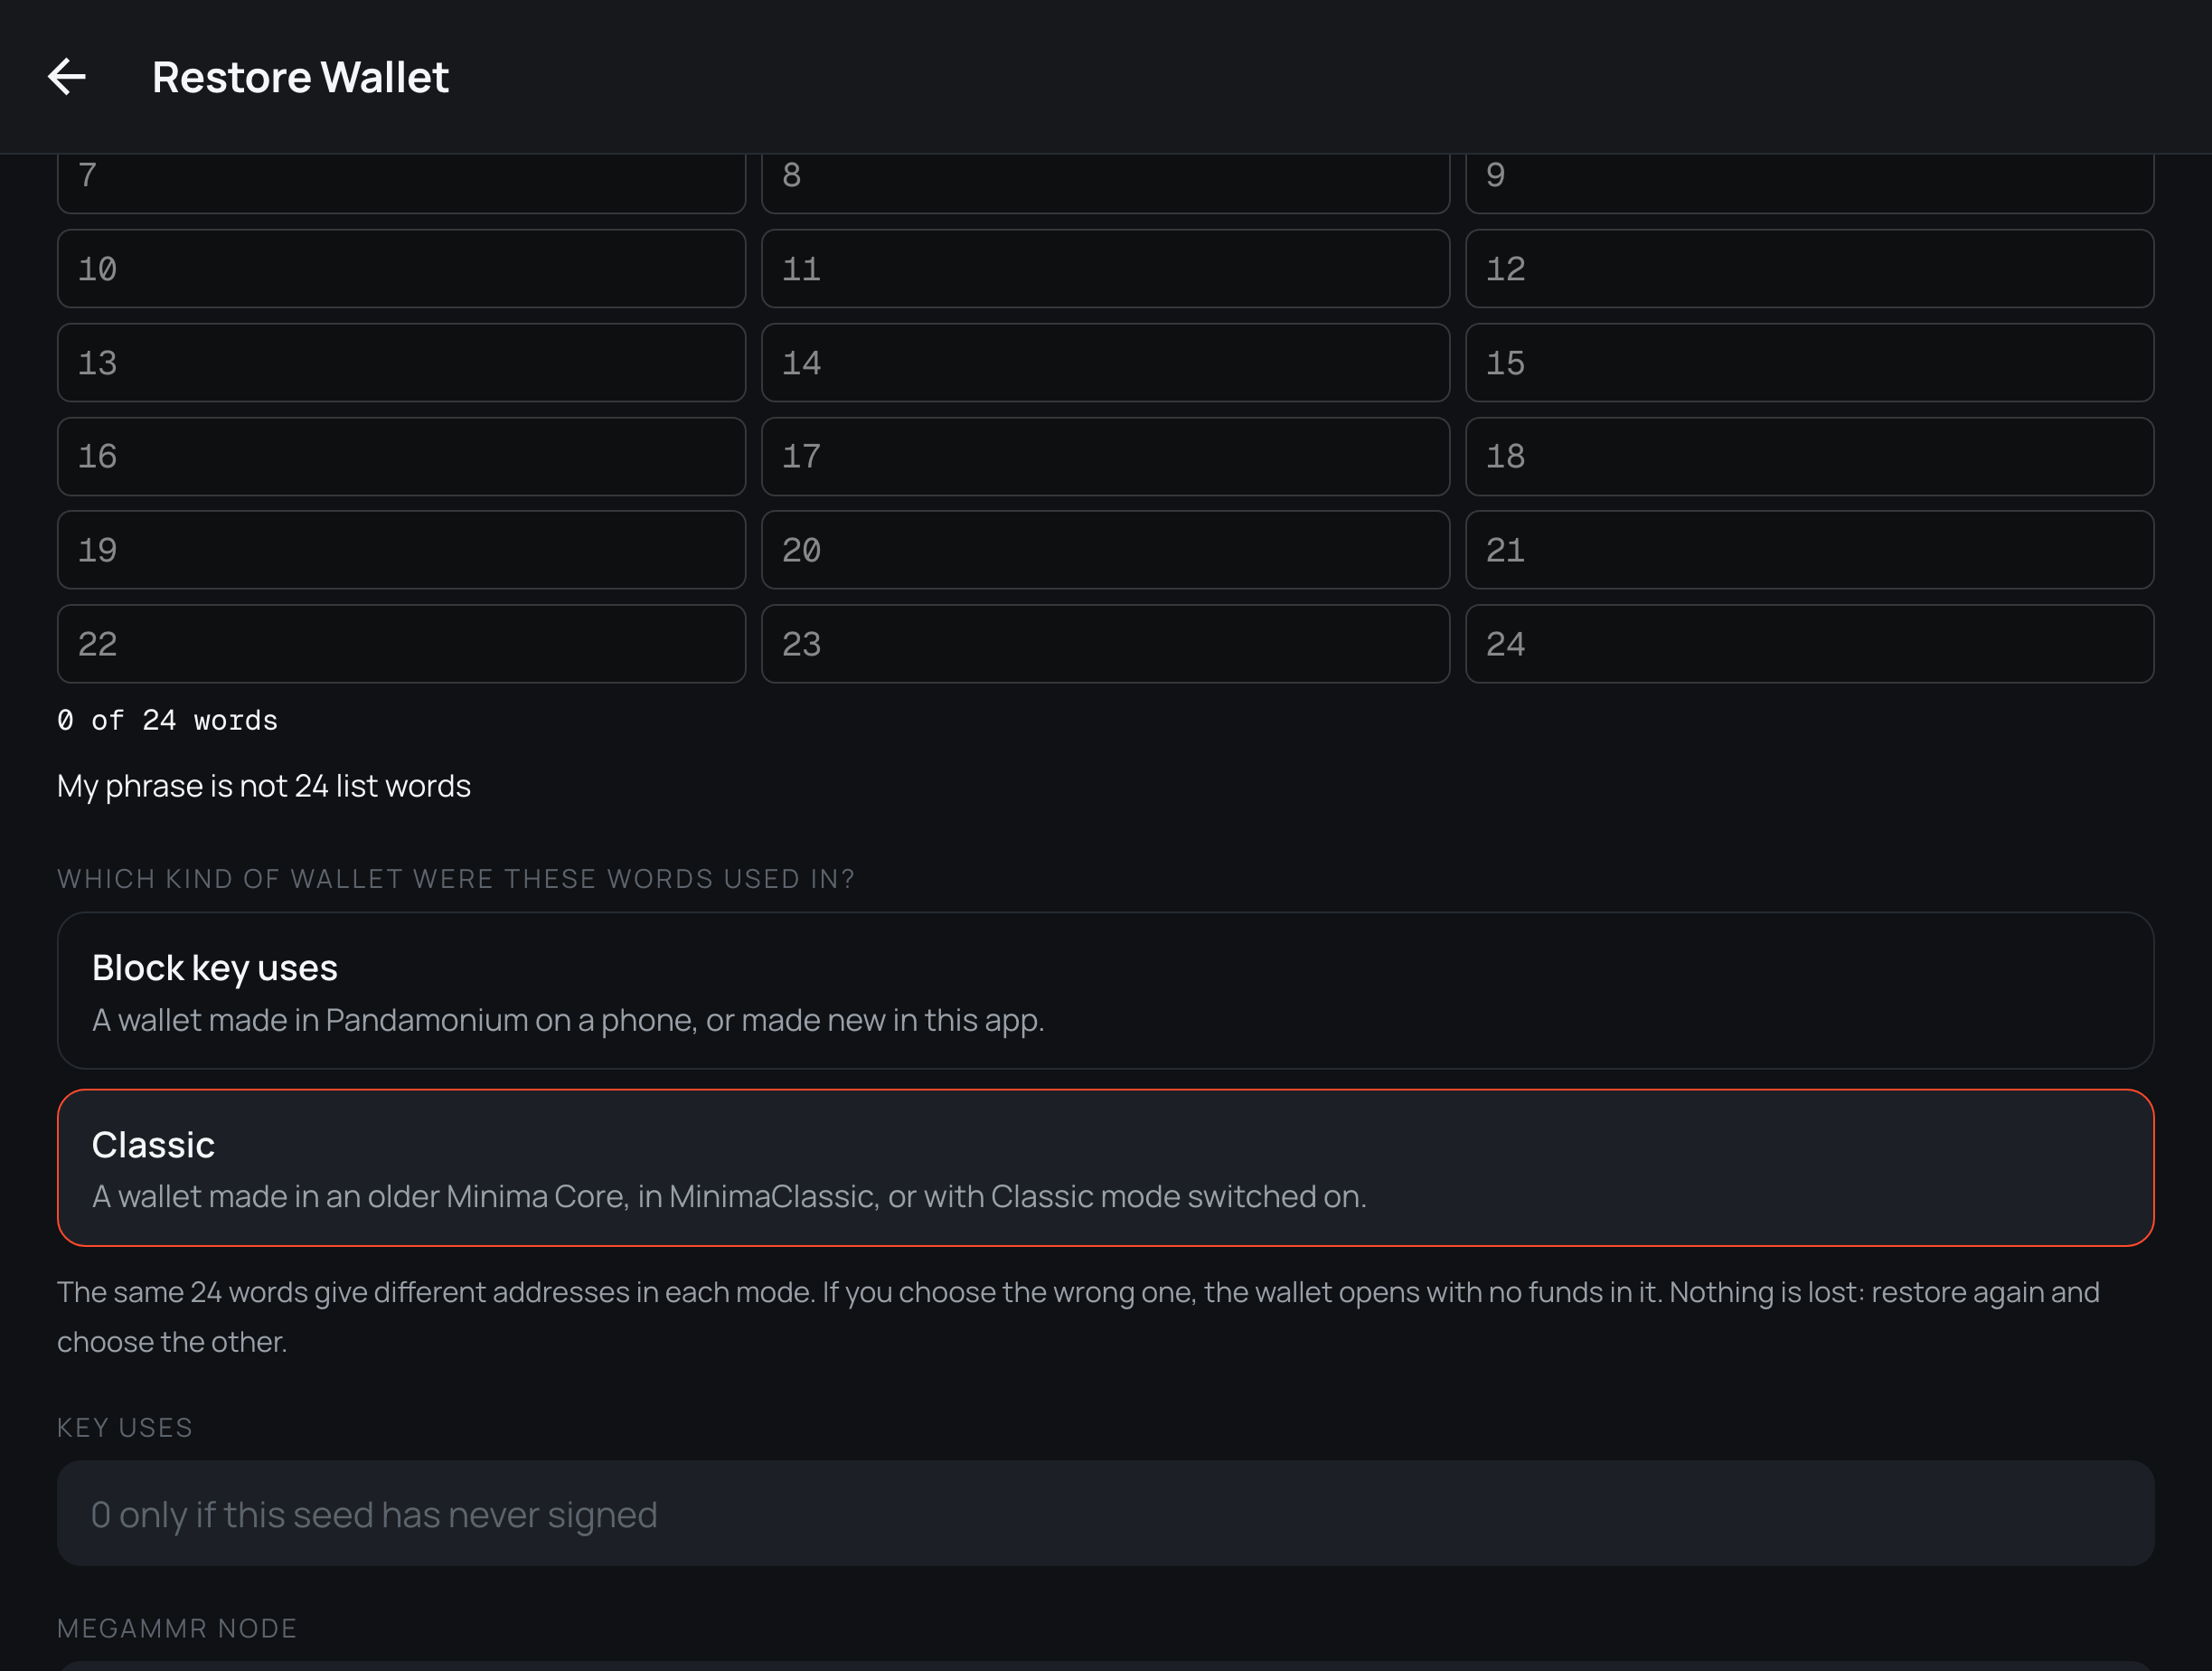 Restore Wallet
7 8 9
10 11 12
13 14 15
16 17 18
19 20 21
22 23 24
0 of 24 words
My phrase is not 24 list words
WHICH KIND OF WALLET WERE THESE WORDS USED IN?
Block key uses
A wallet made in Pandamonium on a phone, or made new in this app.
Classic
A wallet made in an older Minima Core, in MinimaClassic, or with Classic mode switched on.
The same 24 words give different addresses in each mode. If you choose the wrong one, the wallet opens with no funds in it. Nothing is lost: restore again and
choose the other.
KEY USES
0 only if this seed has never signed
MEGAMMR NODE